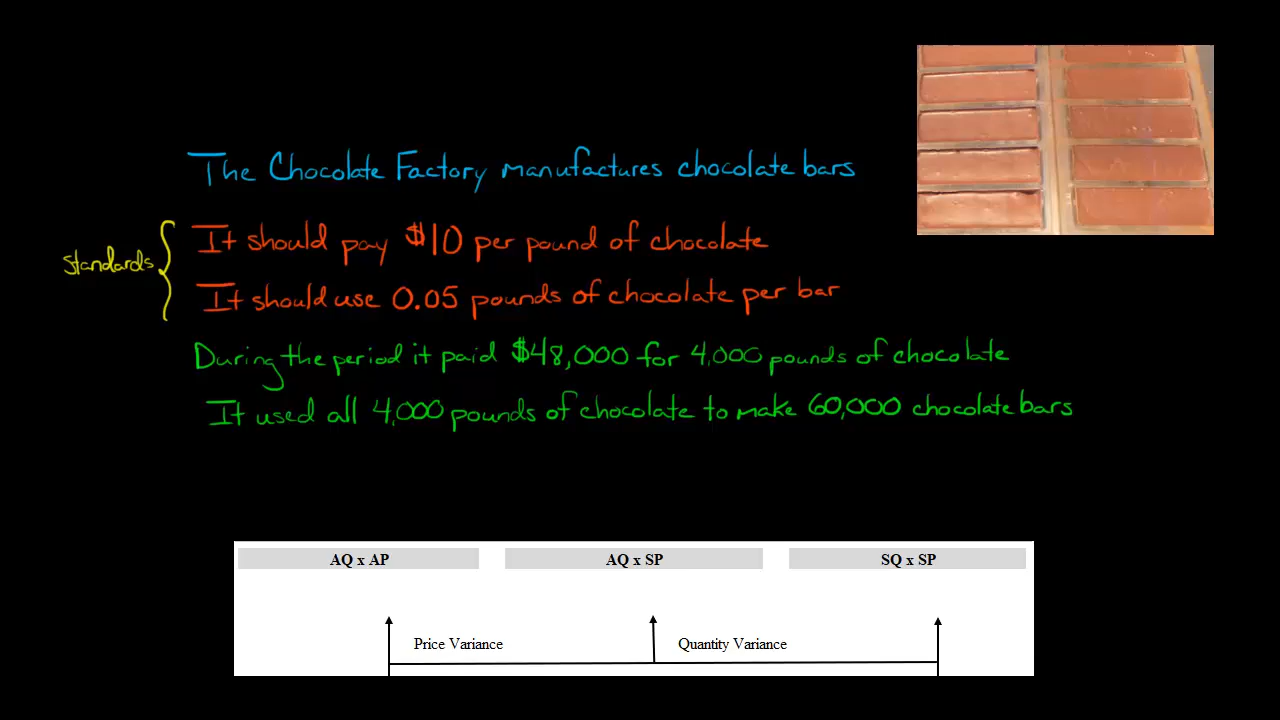 The Chocolate Factory manufactures chocolate bars
Standards
It should pay $10 per pound of chocolate
It should use 0.05 pounds of chocolate per bar
During the period it paid $48,000 for 4,000 pounds of chocolate
It used all 4,000 pounds of chocolate to make 60,000 chocolate bars
AQ x AP AQ x SP SQ x SP
Price Variance Quantity Variance